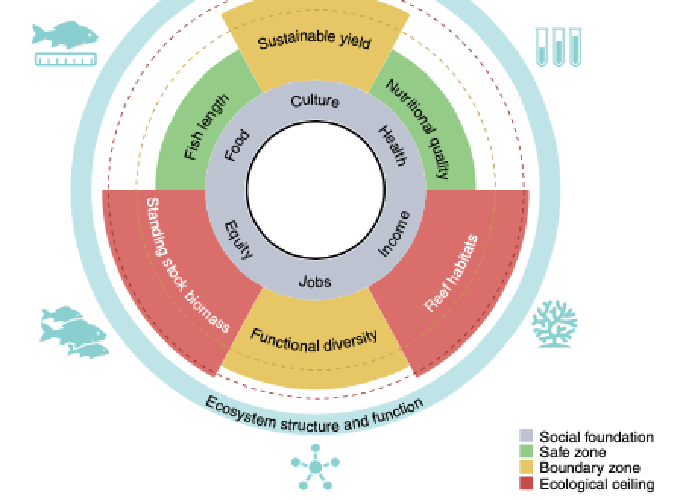 Sustainable yield
Culture
Fish length
Nutritional quality
Food
Health
Equity
Income
Jobs
Standing stock biomass
Reef habitats
Functional diversity
Ecosystem structure and function
Social foundation
Safe zone
Boundary zone
Ecological ceiling